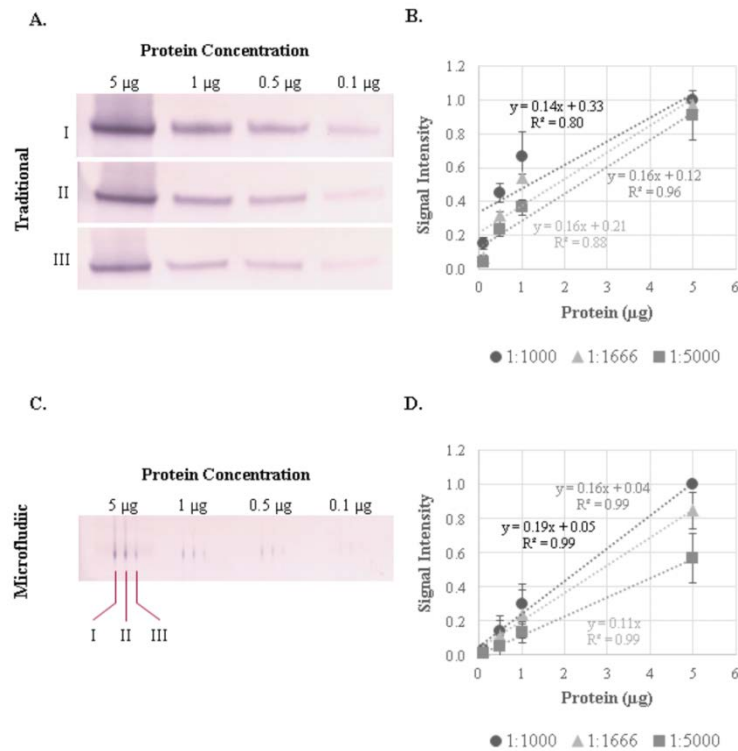 A.
Protein Concentration
5 µg 1 µg 0.5 µg 0.1 µg
Traditional
I
II
III
B.
Signal Intensity
1.2
1.0
0.8
0.6
0.4
0.2
0.0
y = 0.14x + 0.33
R² = 0.80
y = 0.16x + 0.12
R² = 0.96
y = 0.16x + 0.21
R² = 0.88
0 1 2 3 4 5 6
Protein (µg)
1:1000 1:1666 1:5000
C.
Protein Concentration
5 µg 1 µg 0.5 µg 0.1 µg
Microfludiic
I II III
D.
Signal Intensity
1.2
1.0
0.8
0.6
0.4
0.2
0.0
y = 0.16x + 0.04
R² = 0.99
y = 0.19x + 0.05
R² = 0.99
y = 0.11x
R² = 0.99
0 1 2 3 4 5 6
Protein (µg)
1:1000 1:1666 1:5000